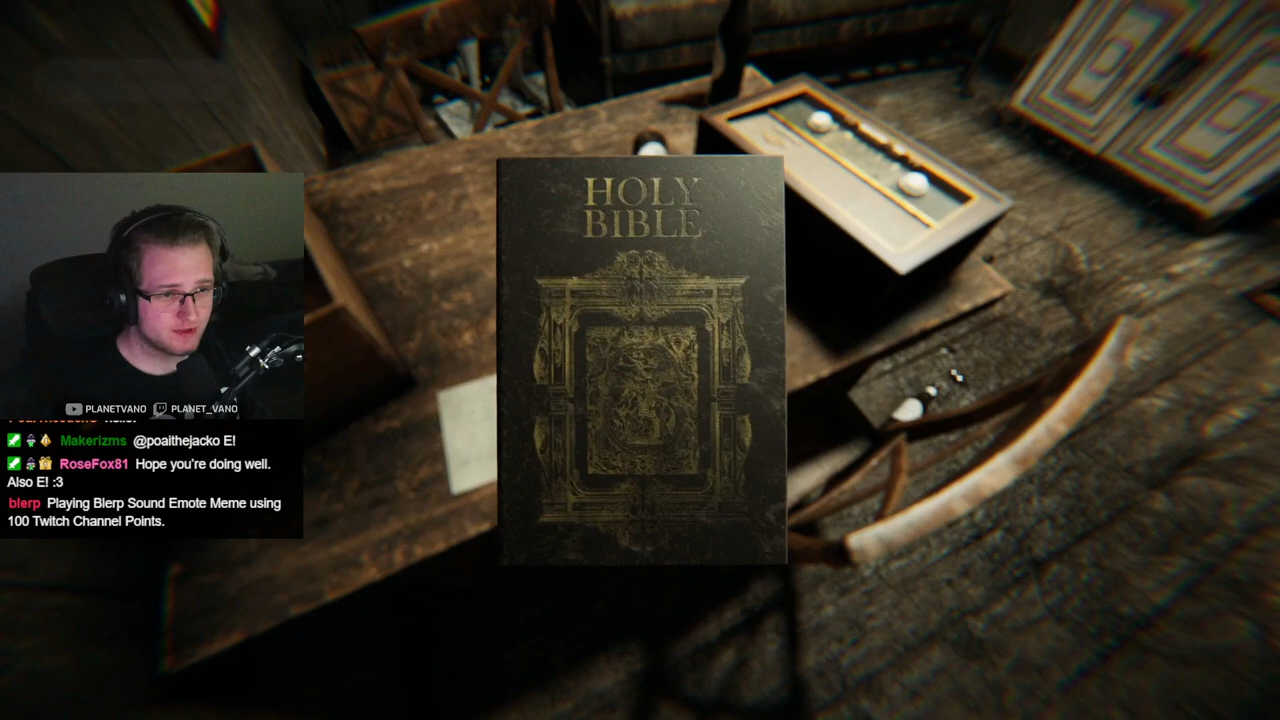 HOLY
BIBLE
PLANETVANO PLANET_VANO
Makerizms @poaithejacko E!
RoseFox81 Hope you're doing well.
Also E! :3
blerp Playing Blerp Sound Emote Meme using
100 Twitch Channel Points.